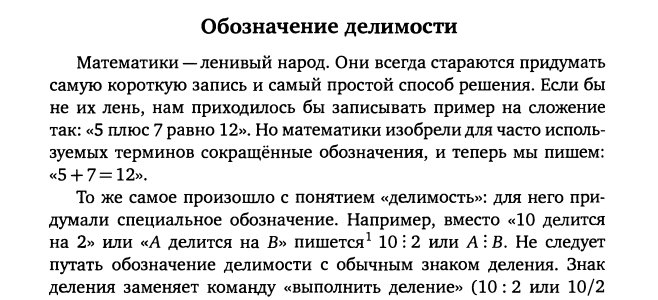 Обозначение делимости
Математики — ленивый народ. Они всегда стараются придумать
самую короткую запись и самый простой способ решения. Если бы
не их лень, нам приходилось бы записывать пример на сложение
так: «5 плюс 7 равно 12». Но математики изобрели для часто исполь-
зуемых терминов сокращённые обозначения, и теперь мы пишем:
«5 + 7 = 12».
То же самое произошло с понятием «делимость»: для него при-
думали специальное обозначение. Например, вместо «10 делится
на 2» или «A делится на B» пишется¹ 10 ⋮ 2 или A ⋮ B. Не следует
путать обозначение делимости с обычным знаком деления. Знак
деления заменяет команду «выполнить деление» (10 : 2 или 10/2